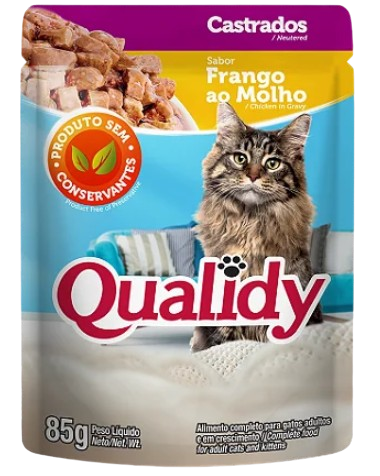 Castrados
/ Neutered
Sabor
Frango
ao Molho
/ Chicken in Gravy
PRODUTO SEM
CONSERVANTES
Product Free of Preservative
Qualidy
85g
Peso Líquido
Neto/Net. Wt.
Alimento completo para gatos adultos
e em crescimento / Complete food
for adult cats and kittens